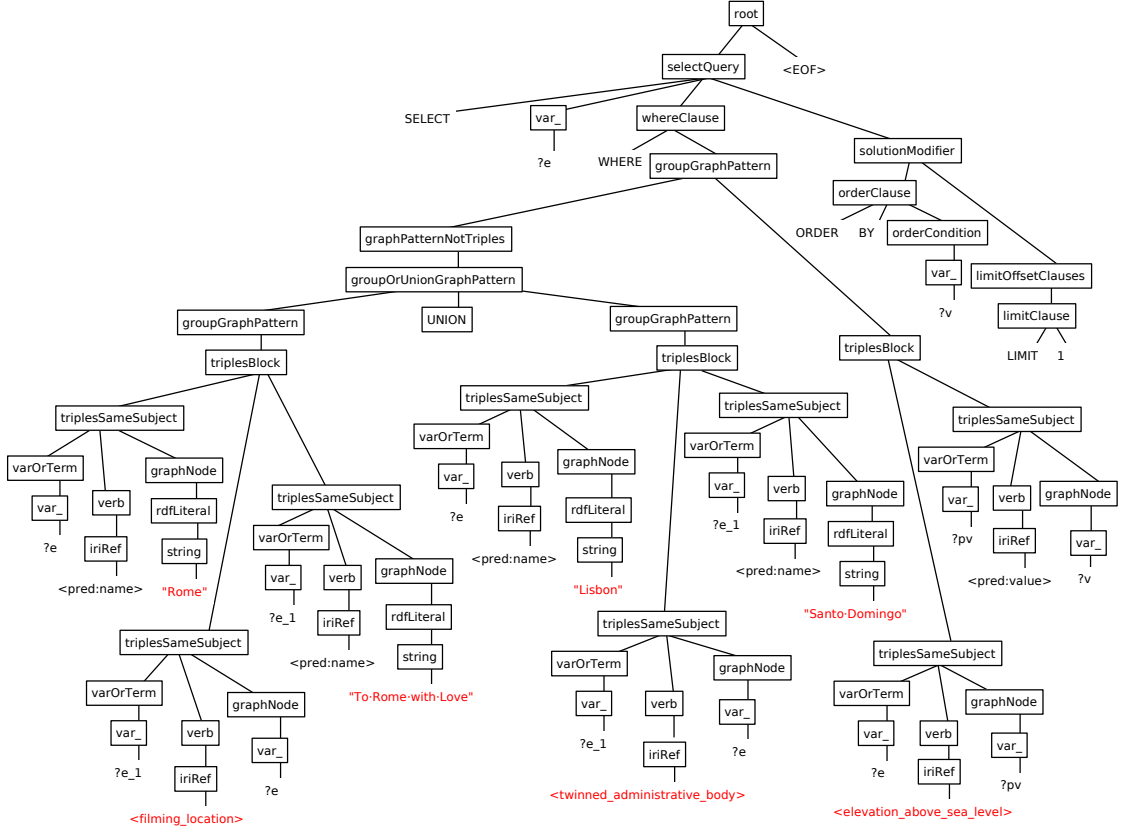 root
selectQuery <EOF>
SELECT var_ whereClause
?e WHERE solutionModifier
groupGraphPattern
orderClause
graphPatternNotTriples ORDER BY orderCondition
groupOrUnionGraphPattern var_ limitOffsetClauses
groupGraphPattern UNION groupGraphPattern ?v limitClause
triplesBlock triplesBlock triplesBlock LIMIT 1
triplesSameSubject triplesSameSubject triplesSameSubject triplesSameSubject
varOrTerm graphNode varOrTerm graphNode varOrTerm varOrTerm
var_ verb rdfLiteral triplesSameSubject var_ verb rdfLiteral var_ verb graphNode var_ verb graphNode
?e iriRef string varOrTerm ?e iriRef string ?e_1 iriRef rdfLiteral ?pv iriRef var_
<pred:name> "Rome" var_ verb graphNode <pred:name> "Lisbon" <pred:name> string <pred:value> ?v
?e_1 iriRef rdfLiteral "Santo·Domingo"
triplesSameSubject <pred:name> string triplesSameSubject triplesSameSubject
varOrTerm graphNode "To·Rome·with·Love" varOrTerm graphNode varOrTerm graphNode
var_ verb var_ var_ verb var_ var_ verb var_
?e_1 iriRef ?e ?e_1 iriRef ?e ?e iriRef ?pv
<filming_location> <twinned_administrative_body> <elevation_above_sea_level>